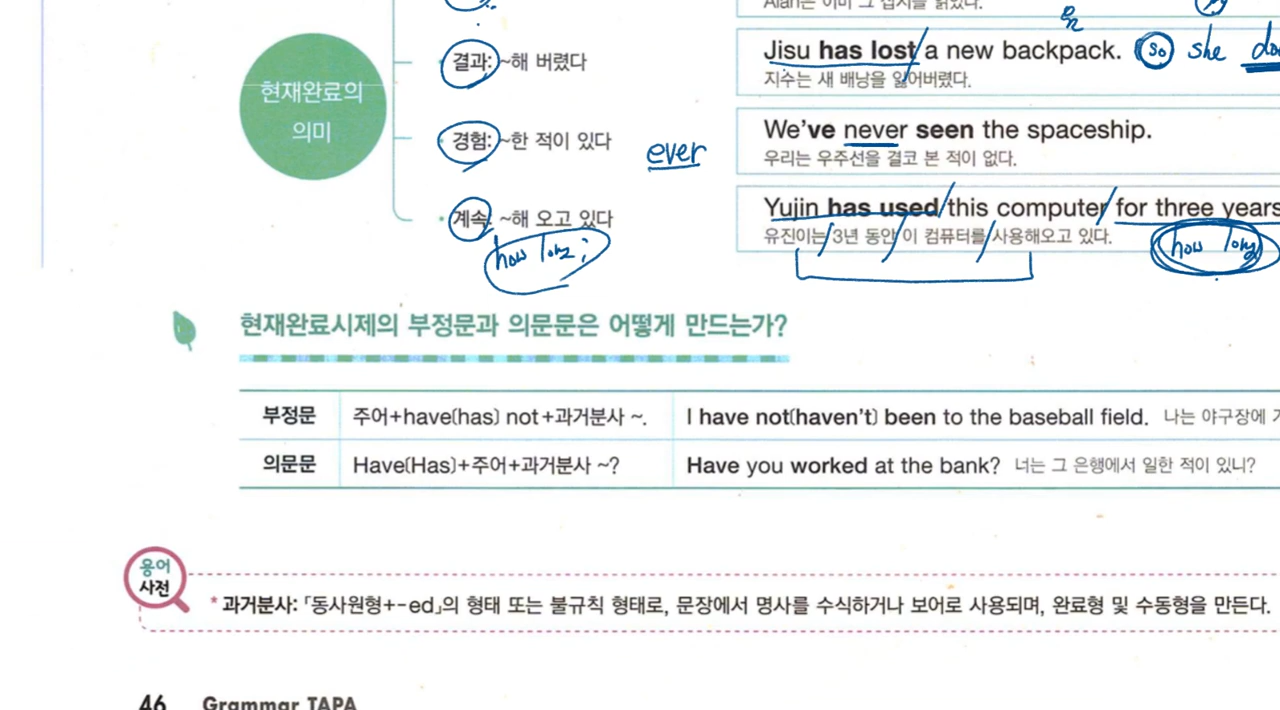 Alan은 이미 그 잡지를 읽었다.
결과: ~해 버렸다
Jisu has lost a new backpack. so she
지수는 새 배낭을 잃어버렸다.
현재완료의
의미
경험: ~한 적이 있다
ever
We've never seen the spaceship.
우리는 우주선을 결코 본 적이 없다.
계속: ~해 오고 있다
how long;
Yujin has used this computer for three years
유진이는 3년 동안 이 컴퓨터를 사용해오고 있다.
how long
현재완료시제의 부정문과 의문문은 어떻게 만드는가?
부정문 주어+have(has) not+과거분사 ~. I have not(haven't) been to the baseball field. 나는 야구장에
의문문 Have(Has)+주어+과거분사 ~? Have you worked at the bank? 너는 그 은행에서 일한 적이 있니?
용어
사전
* 과거분사: 「동사원형+-ed」의 형태 또는 불규칙 형태로, 문장에서 명사를 수식하거나 보어로 사용되며, 완료형 및 수동형을 만든다.
46 Grammar TAPA